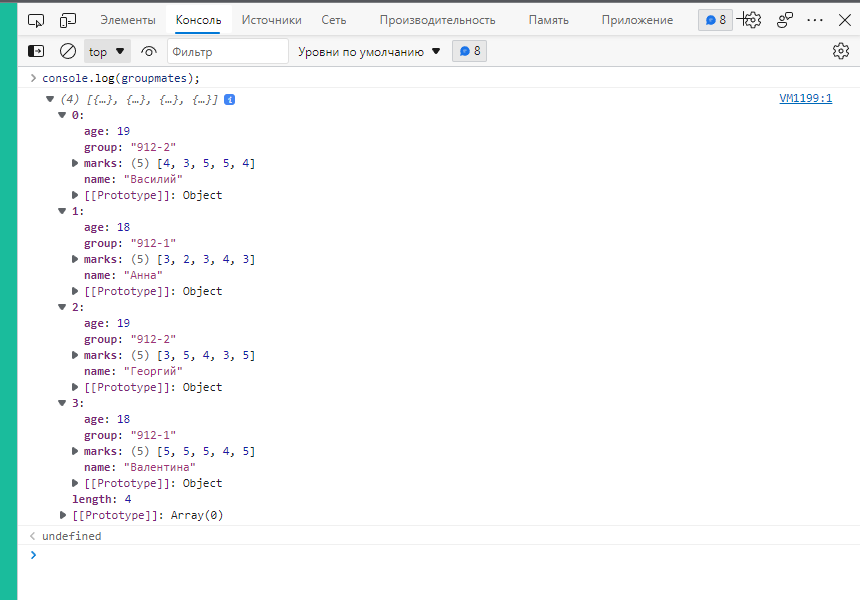 Элементы Консоль Источники Сеть Производительность Память Приложение 8
top Фильтр Уровни по умолчанию 8
console.log(groupmates);
(4) [{…}, {…}, {…}, {…}] i VM1199:1
0:
age: 19
group: "912-2"
marks: (5) [4, 3, 5, 5, 4]
name: "Василий"
[[Prototype]]: Object
1:
age: 18
group: "912-1"
marks: (5) [3, 2, 3, 4, 3]
name: "Анна"
[[Prototype]]: Object
2:
age: 19
group: "912-2"
marks: (5) [3, 5, 4, 3, 5]
name: "Георгий"
[[Prototype]]: Object
3:
age: 18
group: "912-1"
marks: (5) [5, 5, 5, 4, 5]
name: "Валентина"
[[Prototype]]: Object
length: 4
[[Prototype]]: Array(0)
undefined